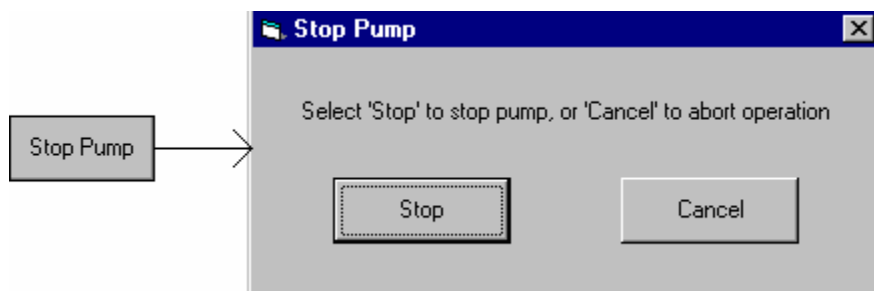 Stop Pump
Select 'Stop' to stop pump, or 'Cancel' to abort operation
Stop Pump
Stop
Cancel